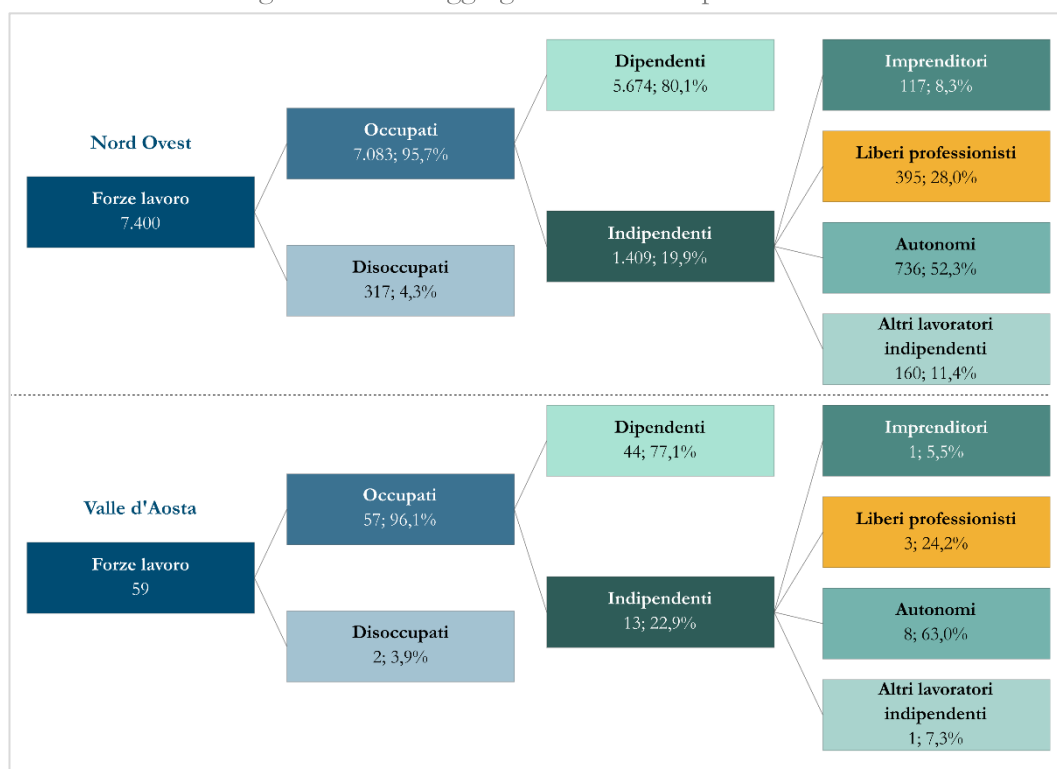 Nord Ovest
Forze lavoro
7.400
Occupati
7.083; 95,7%
Disoccupati
317; 4,3%
Dipendenti
5.674; 80,1%
Indipendenti
1.409; 19,9%
Imprenditori
117; 8,3%
Liberi professionisti
395; 28,0%
Autonomi
736; 52,3%
Altri lavoratori
indipendenti
160; 11,4%
Valle d'Aosta
Forze lavoro
59
Occupati
57; 96,1%
Disoccupati
2; 3,9%
Dipendenti
44; 77,1%
Indipendenti
13; 22,9%
Imprenditori
1; 5,5%
Liberi professionisti
3; 24,2%
Autonomi
8; 63,0%
Altri lavoratori
indipendenti
1; 7,3%